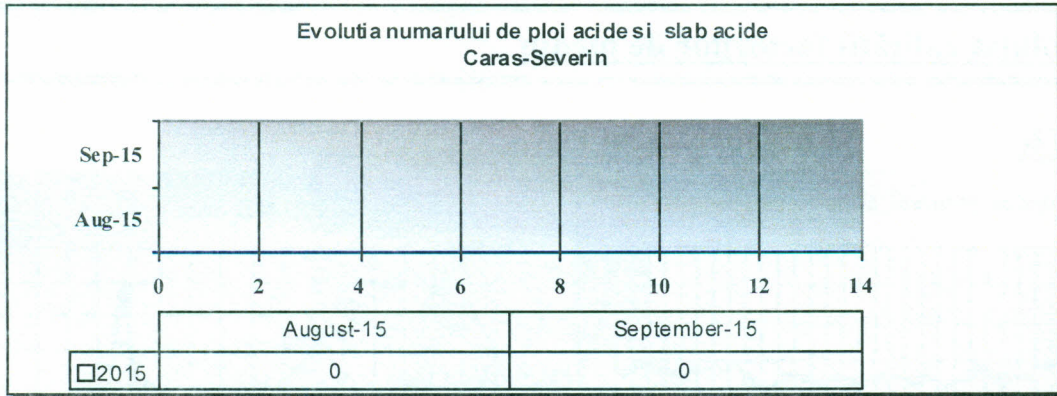 Evolutia numarului de ploi acide si slab acide
Caras-Severin
Sep-15
Aug-15
0 2 4 6 8 10 12 14
August-15 September-15
2015 0 0